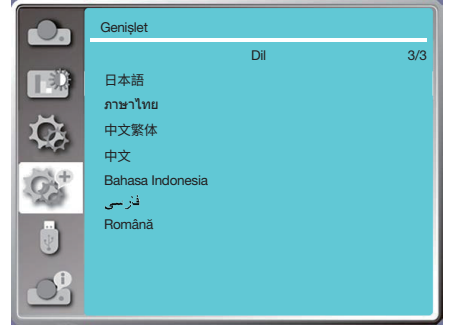 Genişlet
Dil 3/3
日本語
ภาษาไทย
中文繁体
中文
Bahasa Indonesia
فارسی
Română